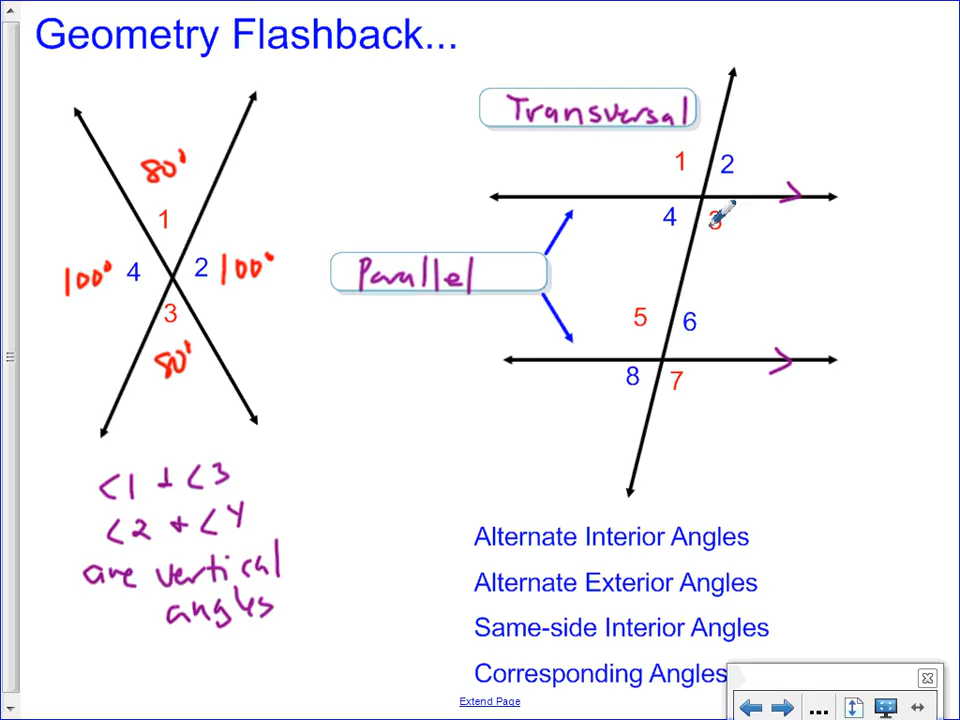 Geometry Flashback...
80°
1
100° 4 2 100°
3
80°
<1 + <3
<2 + <4
are vertical
angles
Transversal
1 2
4 3
Parallel
5 6
8 7
Alternate Interior Angles
Alternate Exterior Angles
Same-side Interior Angles
Corresponding Angles
Extend Page